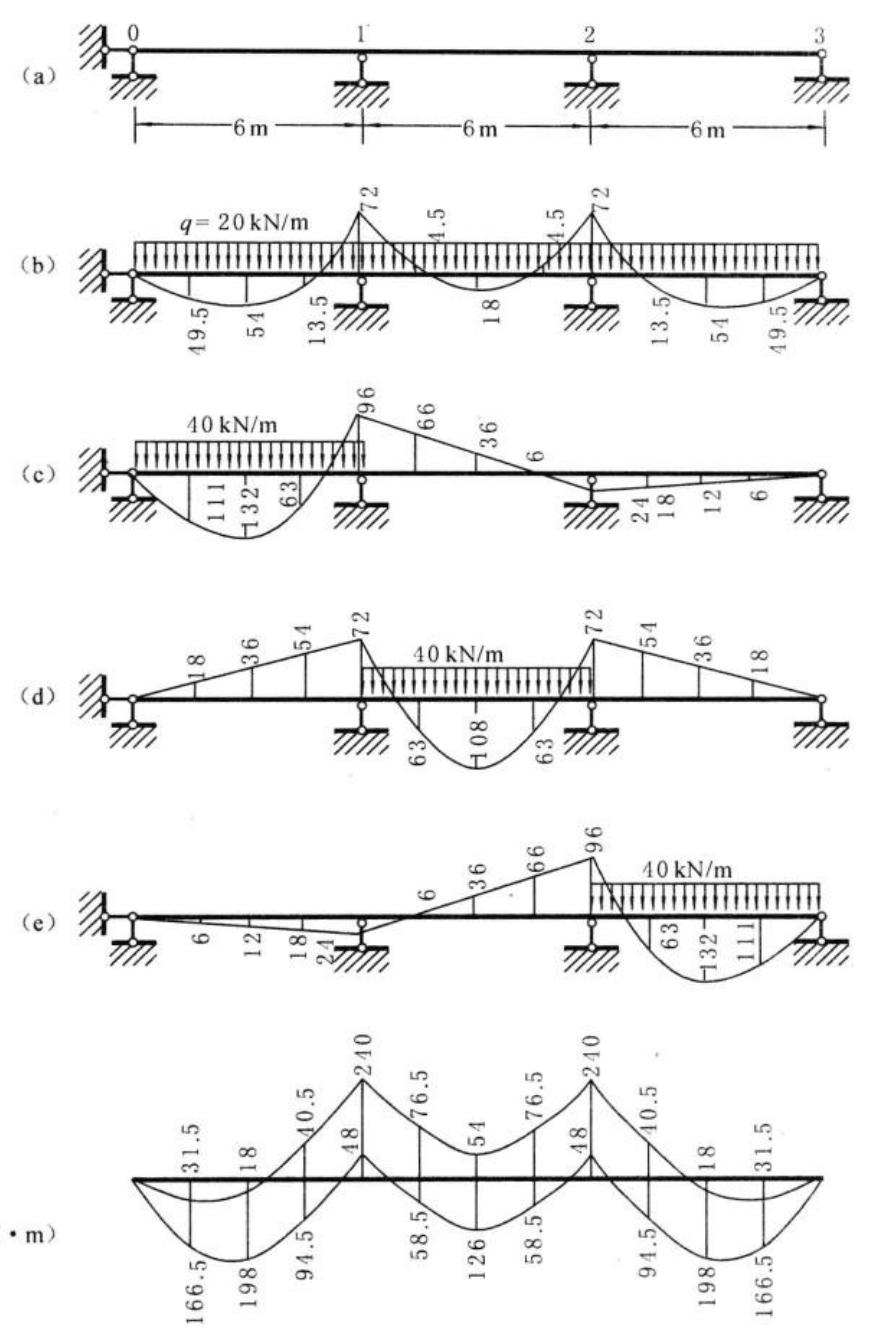 0 1 2 3
(a)
6 m 6 m 6 m
72 72
q= 20 kN/m 4.5 4.5
(b)
49.5 54 13.5 18 13.5 54 49.5
96 66 36 6
40 kN/m
(c)
111 132 63 24 18 12 6
18 36 54 72 72 54 36 18
40 kN/m
(d)
63 108 63
6 36 66 96
40 kN/m
(e)
6 12 18 24 63 132 111
31.5 18 40.5 240 48 76.5 54 76.5 48 240 40.5 18 31.5
· m)
166.5 198 94.5 58.5 126 58.5 94.5 198 166.5